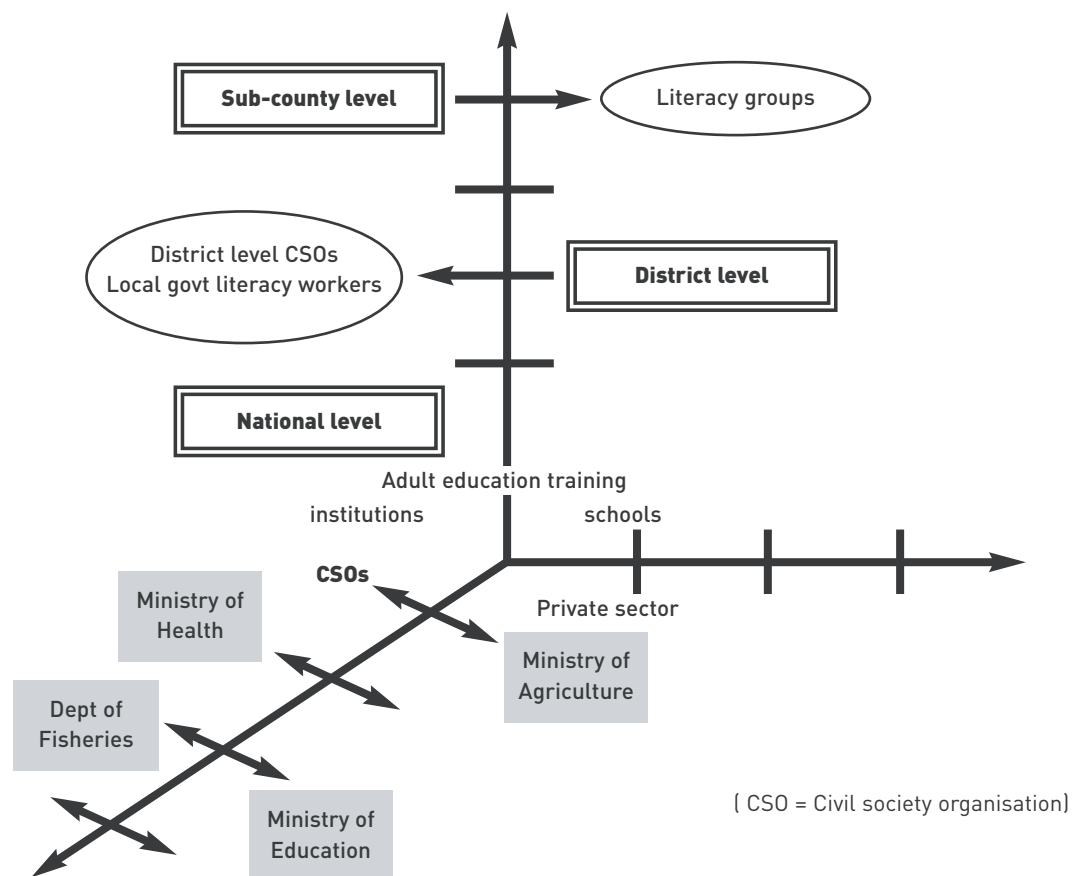 Sub-county level
Literacy groups
District level CSOs
Local govt literacy workers
District level
National level
Adult education training
institutions
schools
CSOs
Ministry of
Health
Private sector
Ministry of
Agriculture
Dept of
Fisheries
Ministry of
Education
( CSO = Civil society organisation)